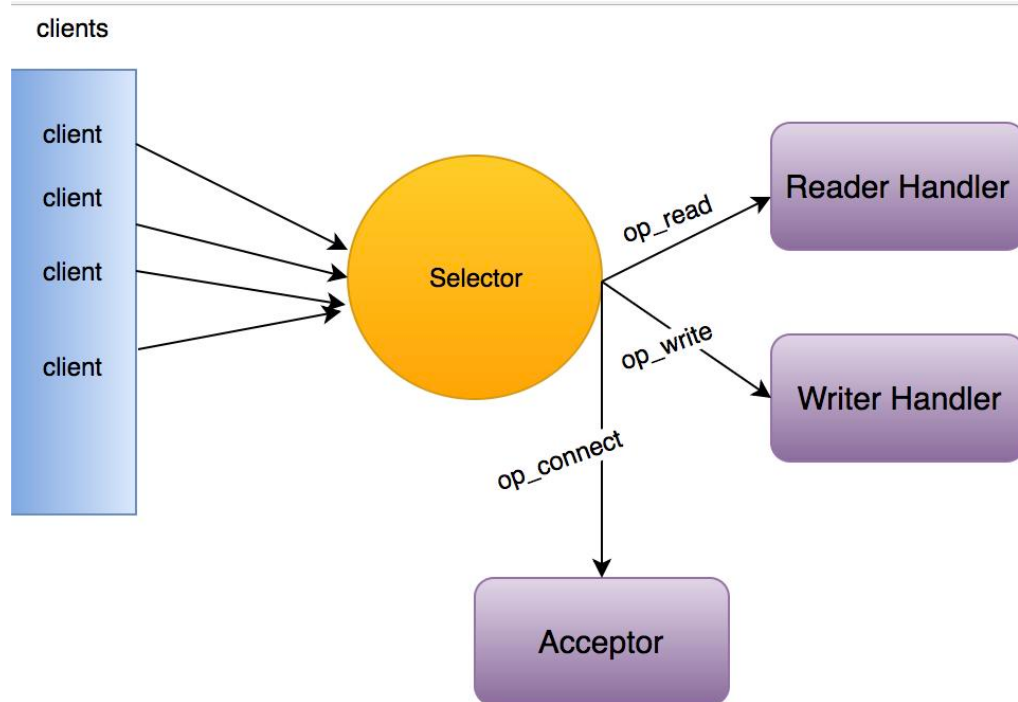 clients
client
client
client
client
Selector
op_read
op_write
op_connect
Reader Handler
Writer Handler
Acceptor